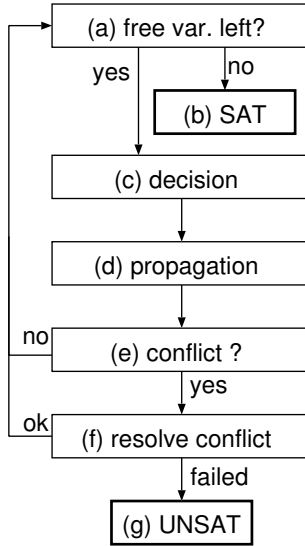 (a) free var. left?
yes
no
(b) SAT
(c) decision
(d) propagation
no
(e) conflict ?
yes
ok
(f) resolve conflict
failed
(g) UNSAT